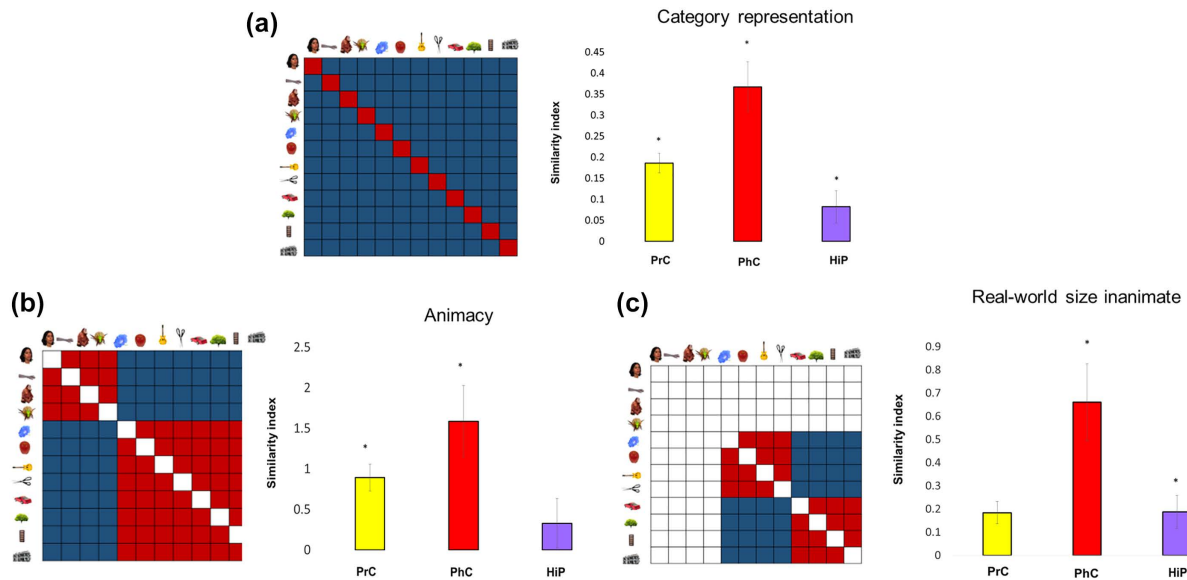 (a)
Category representation
Similarity index
0.45
0.4
0.35
0.3
0.25
0.2
0.15
0.1
0.05
0
*
*
*
PrC
PhC
HiP
(b)
Animacy
Similarity index
2.5
2
1.5
1
0.5
0
*
*
PrC
PhC
HiP
(c)
Real-world size inanimate
Similarity index
0.9
0.8
0.7
0.6
0.5
0.4
0.3
0.2
0.1
0
*
*
PrC
PhC
HiP